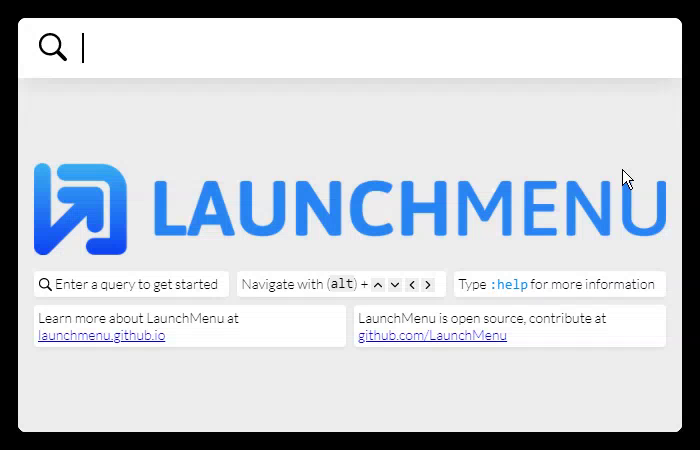 LAUNCHMENU
Enter a query to get started
Navigate with (alt) +
Type :help for more information
Learn more about LaunchMenu at
launchmenu.github.io
LaunchMenu is open source, contribute at
github.com/LaunchMenu